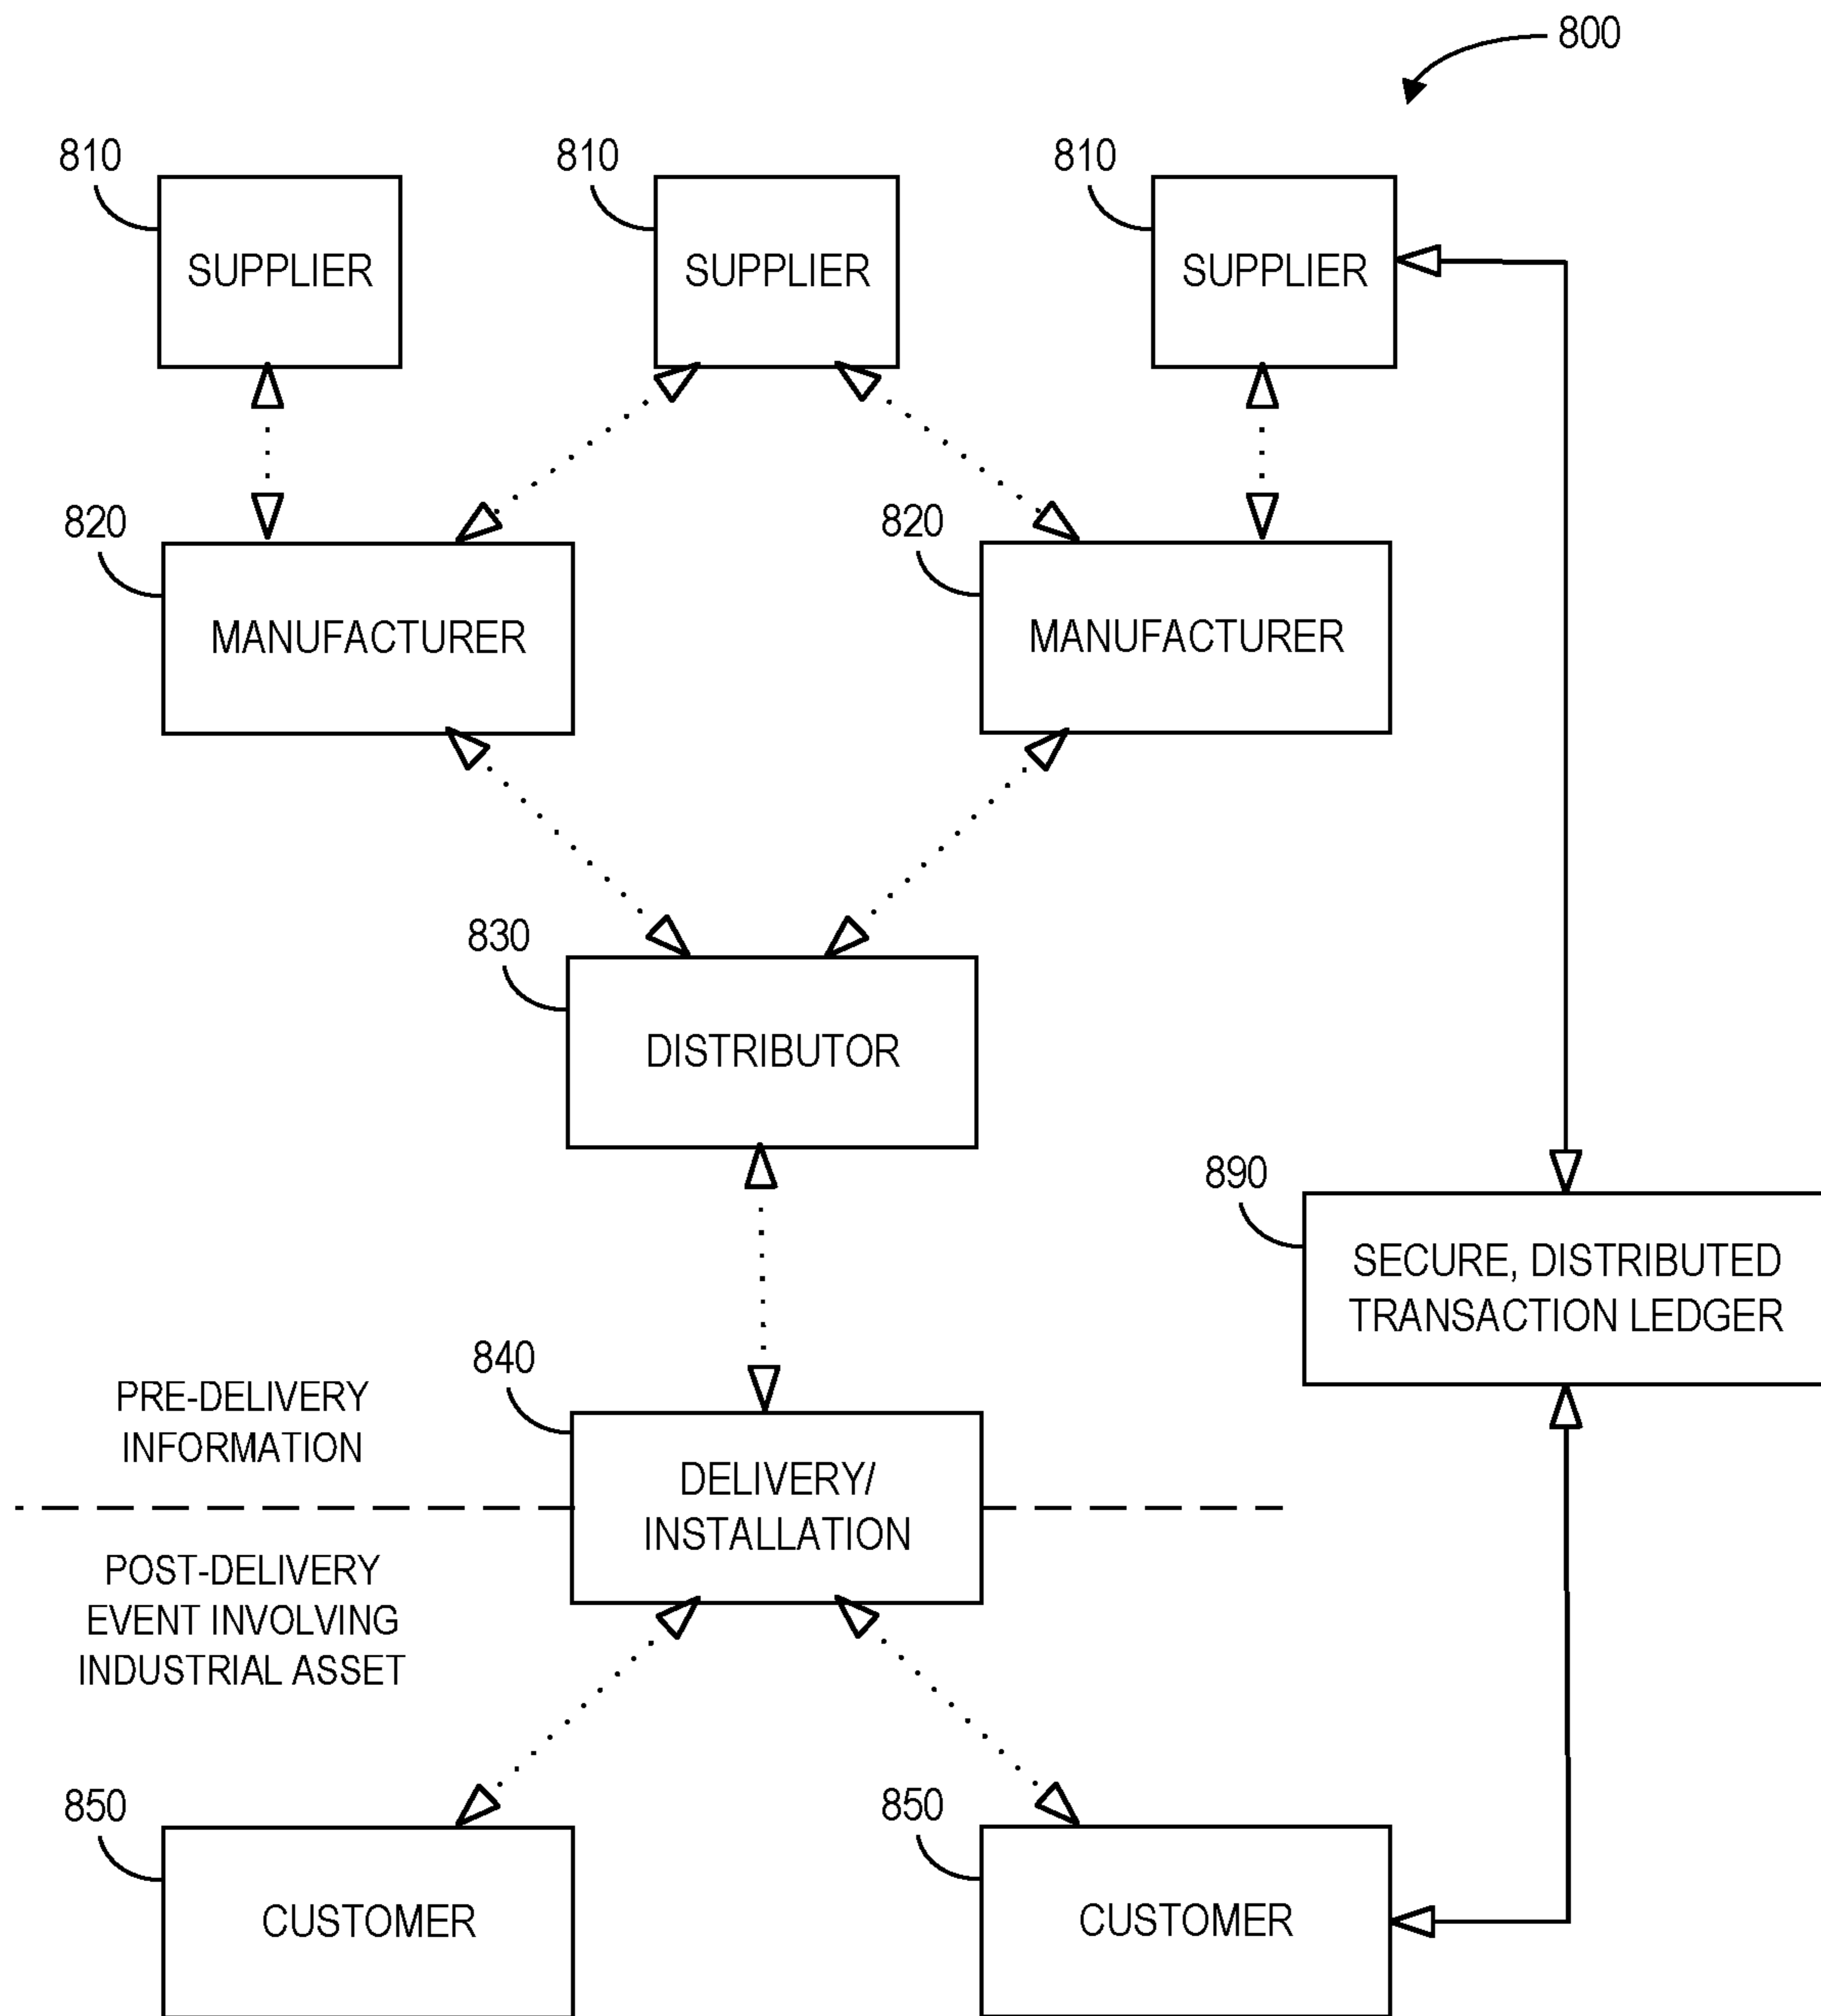 800
810
810
810
SUPPLIER
SUPPLIER
SUPPLIER
820
820
MANUFACTURER
MANUFACTURER
830
DISTRIBUTOR
890
SECURE, DISTRIBUTED
TRANSACTION LEDGER
840
PRE-DELIVERY
INFORMATION
DELIVERY/
INSTALLATION
POST-DELIVERY
EVENT INVOLVING
INDUSTRIAL ASSET
850
850
CUSTOMER
CUSTOMER